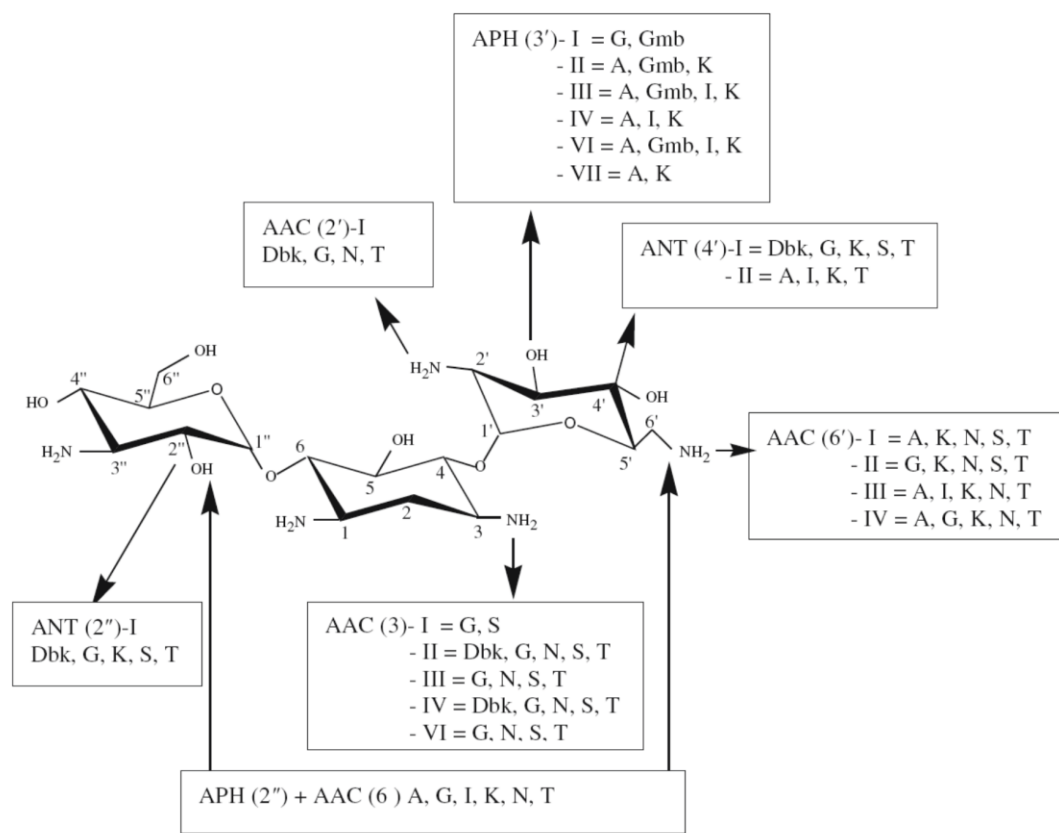 APH (3′)- I = G, Gmb
- II = A, Gmb, K
- III = A, Gmb, I, K
- IV = A, I, K
- VI = A, Gmb, I, K
- VII = A, K
AAC (2′)-I
Dbk, G, N, T
ANT (4′)-I = Dbk, G, K, S, T
- II = A, I, K, T
OH
6″
4″
HO
5″
O
H₂N
3″
2″
OH
1″
O
H₂N
2′
OH
3′
4′
OH
1′
O
6′
5′
NH₂
6
OH
5
4
O
H₂N
1
2
3
NH₂
AAC (6′)- I = A, K, N, S, T
- II = G, K, N, S, T
- III = A, I, K, N, T
- IV = A, G, K, N, T
ANT (2″)-I
Dbk, G, K, S, T
AAC (3)- I = G, S
- II = Dbk, G, N, S, T
- III = G, N, S, T
- IV = Dbk, G, N, S, T
- VI = G, N, S, T
APH (2″) + AAC (6 ) A, G, I, K, N, T